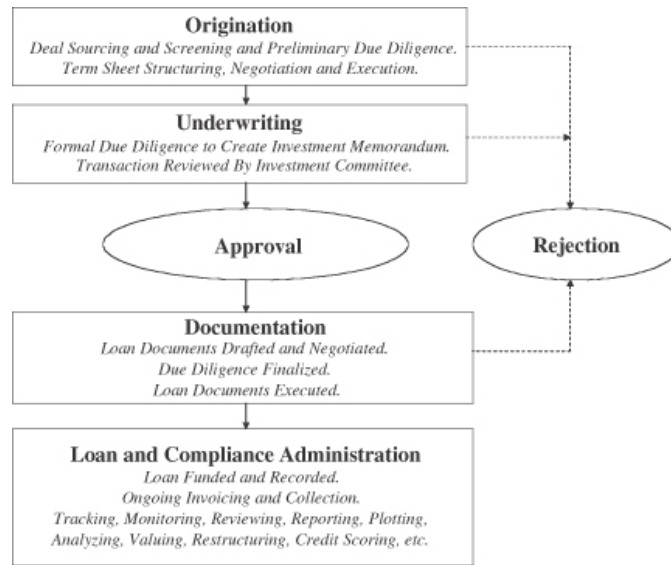 Origination
Deal Sourcing and Screening and Preliminary Due Diligence.
Term Sheet Structuring, Negotiation and Execution.
Underwriting
Formal Due Diligence to Create Investment Memorandum.
Transaction Reviewed By Investment Committee.
Approval
Rejection
Documentation
Loan Documents Drafted and Negotiated.
Due Diligence Finalized.
Loan Documents Executed.
Loan and Compliance Administration
Loan Funded and Recorded.
Ongoing Invoicing and Collection.
Tracking, Monitoring, Reviewing, Reporting, Plotting,
Analyzing, Valuing, Restructuring, Credit Scoring, etc.